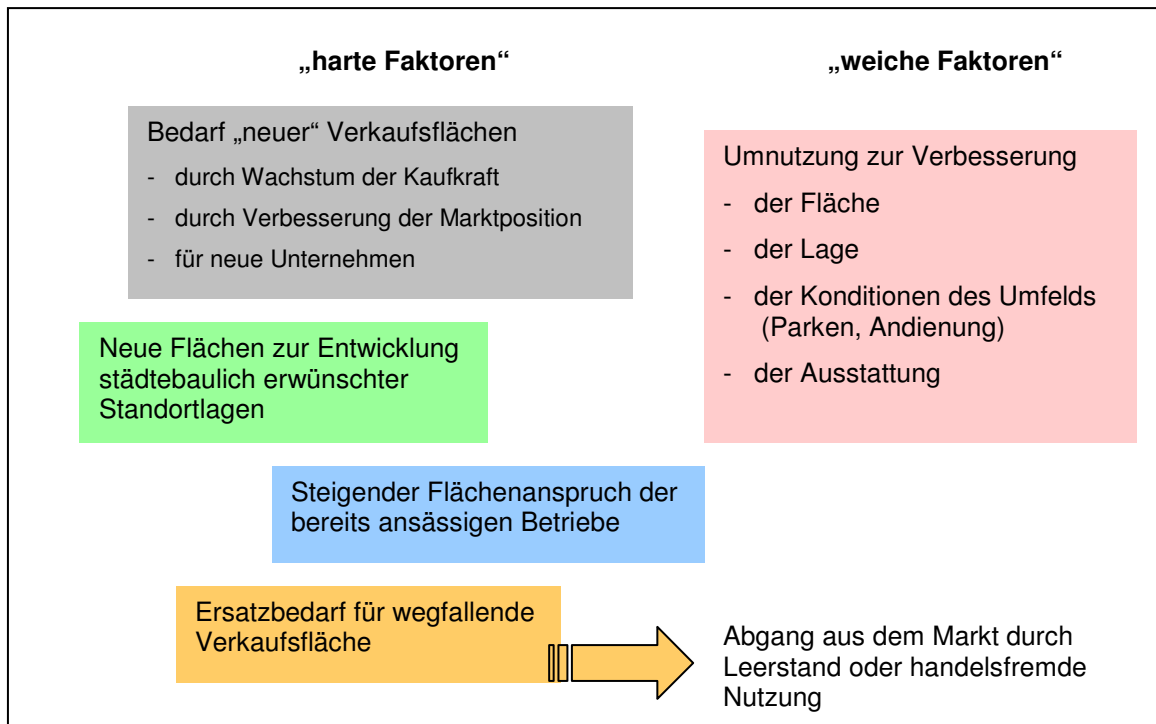 „harte Faktoren“
„weiche Faktoren“
Bedarf „neuer“ Verkaufsflächen
- durch Wachstum der Kaufkraft
- durch Verbesserung der Marktposition
- für neue Unternehmen
Umnutzung zur Verbesserung
- der Fläche
- der Lage
- der Konditionen des Umfelds
(Parken, Andienung)
- der Ausstattung
Neue Flächen zur Entwicklung
städtebaulich erwünschter
Standortlagen
Steigender Flächenanspruch der
bereits ansässigen Betriebe
Ersatzbedarf für wegfallende
Verkaufsfläche
Abgang aus dem Markt durch
Leerstand oder handelsfremde
Nutzung